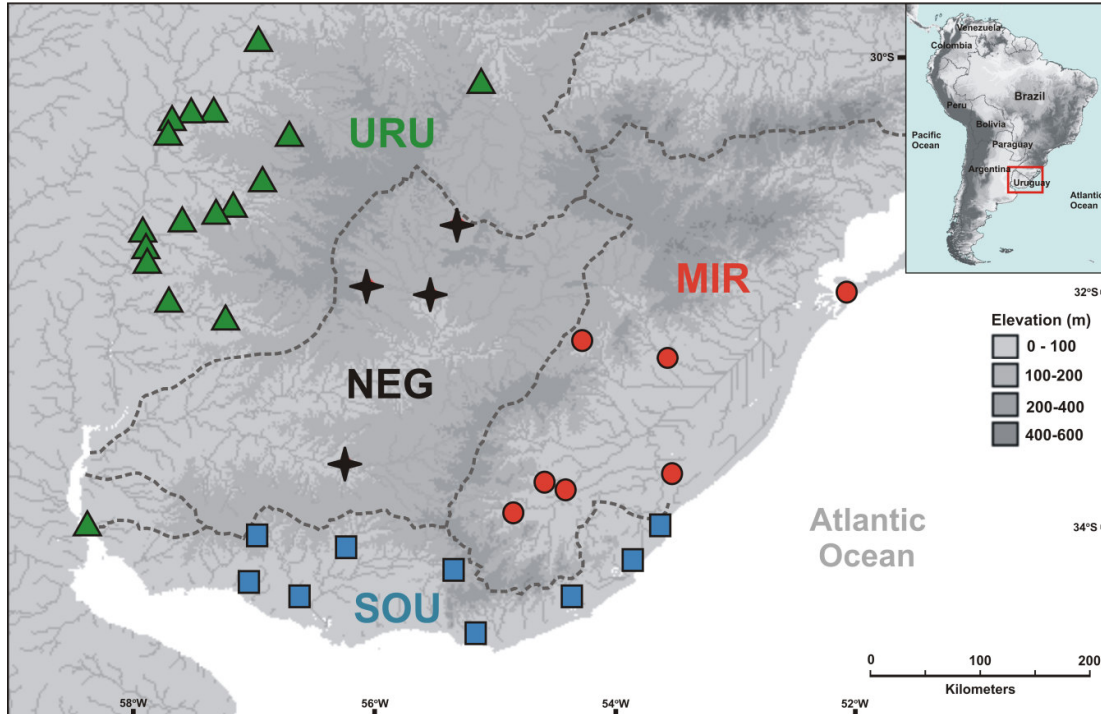 30°S
Venezuela
Colombia
Brazil
Peru
Bolivia
Pacific
Ocean
Paraguay
Argentina
Uruguay
Atlantic
Ocean
URU
MIR
32°S
Elevation (m)
0 - 100
100-200
200-400
400-600
NEG
Atlantic
Ocean
34°S
SOU
0
100
200
Kilometers
58°W
56°W
54°W
52°W